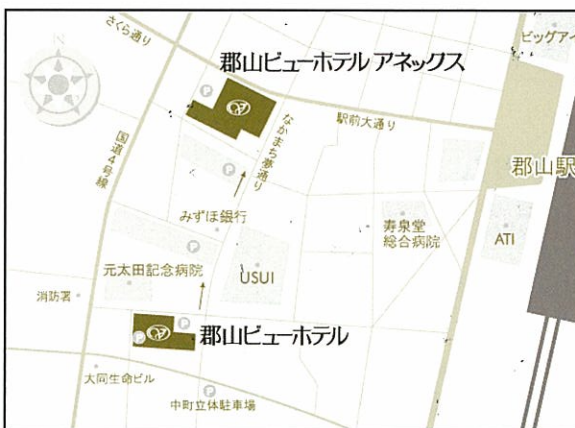 ビッグアイ
さくら通り
N
郡山ビューホテル アネックス
P
駅前大通り
なかまち夢通り
国道4号線
郡山駅
P
みずほ銀行
寿泉堂
総合病院
ATI
P
元太田記念病院
USUI
消防署
P
P
郡山ビューホテル
大同生命ビル
P
中町立体駐車場